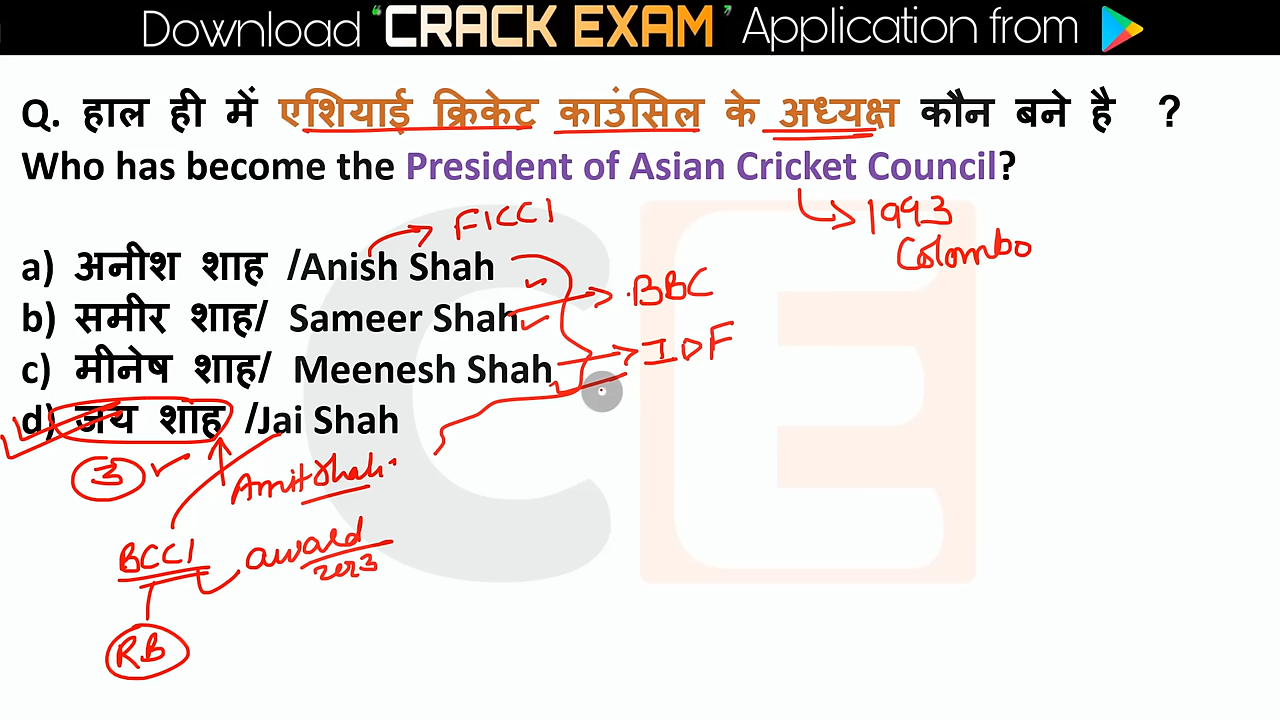 Download “CRACK EXAM” Application from
Q. हाल ही में एशियाई क्रिकेट काउंसिल के अध्यक्ष कौन बने है ?
Who has become the President of Asian Cricket Council?
1993
Colombo
FICCI
a) अनीश शाह /Anish Shah
BBC
b) समीर शाह/ Sameer Shah
IDF
c) मीनेष शाह/ Meenesh Shah
d) जय शाह /Jai Shah
3
Amit Shah
BCCI
award
RB
CE